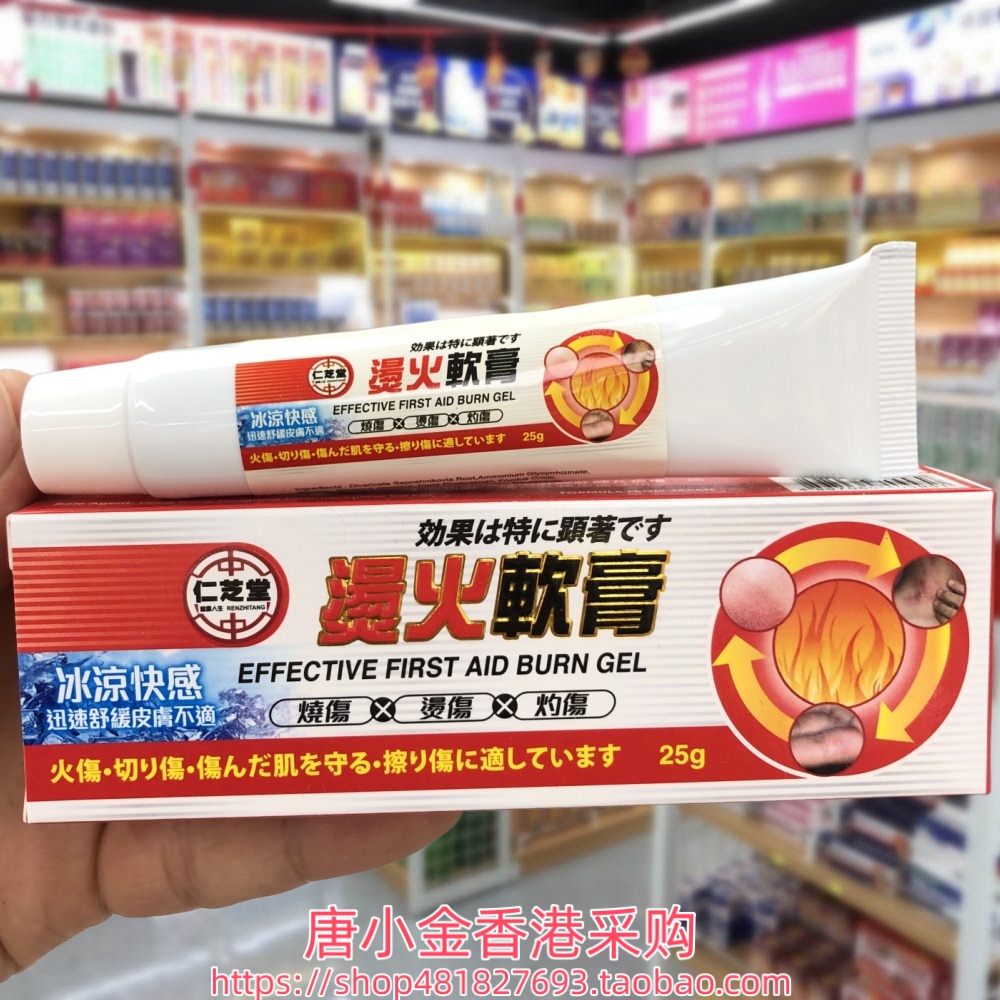 効果は特に顕著です
仁芝堂
燙火軟膏
EFFECTIVE FIRST AID BURN GEL
冰涼快感
迅速舒緩皮膚不適
燒傷 燙傷 灼傷
火傷・切り傷・傷んだ肌を守る・擦り傷に適しています 25g
効果は特に顕著です
中
仁芝堂
健康人生 RENZHITANG
中
燙火軟膏
EFFECTIVE FIRST AID BURN GEL
冰涼快感
迅速舒緩皮膚不適
燒傷 燙傷 灼傷
火傷・切り傷・傷んだ肌を守る・擦り傷に適しています 25g
唐小金香港采购
https://shop481827693.taobao.com